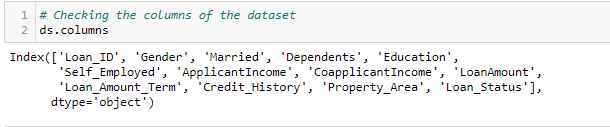 1 # Checking the columns of the dataset
2 ds.columns
Index(['Loan_ID', 'Gender', 'Married', 'Dependents', 'Education',
'Self_Employed', 'ApplicantIncome', 'CoapplicantIncome', 'LoanAmount',
'Loan_Amount_Term', 'Credit_History', 'Property_Area', 'Loan_Status'],
dtype='object')